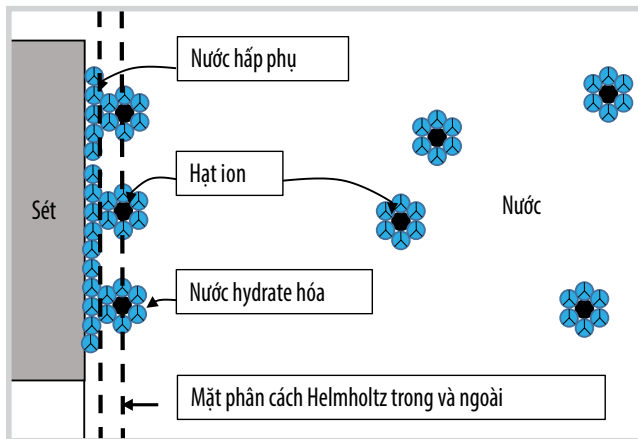 Nước hấp phụ
Hạt ion
Sét
Nước
Nước hydrate hóa
Mặt phân cách Helmholtz trong và ngoài